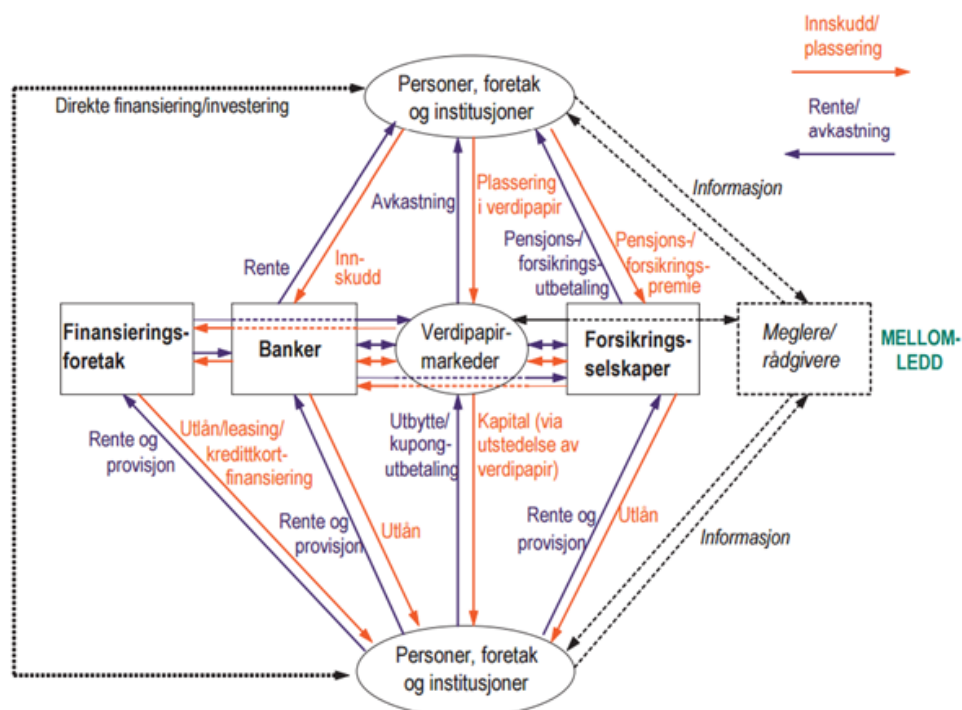 Innskudd/
plassering
Rente/
avkastning
Personer, foretak
og institusjoner
Direkte finansiering/investering
Informasjon
Avkastning
Plassering
i verdipapir
Rente
Inn-
skudd
Pensjons-/
forsikrings-
utbetaling
Pensjons-/
forsikrings-
premie
Finansierings-
foretak
Banker
Verdipapir-
markeder
Forsikrings-
selskaper
Meglere/
rådgivere
MELLOM-
LEDD
Rente og
provisjon
Utlån/leasing/
kredittkort-
finansiering
Rente og
provisjon
Utlån
Utbytte/
kupong-
utbetaling
Kapital (via
utstedelse av
verdipapir)
Rente og
provisjon
Utlån
Informasjon
Personer, foretak
og institusjoner